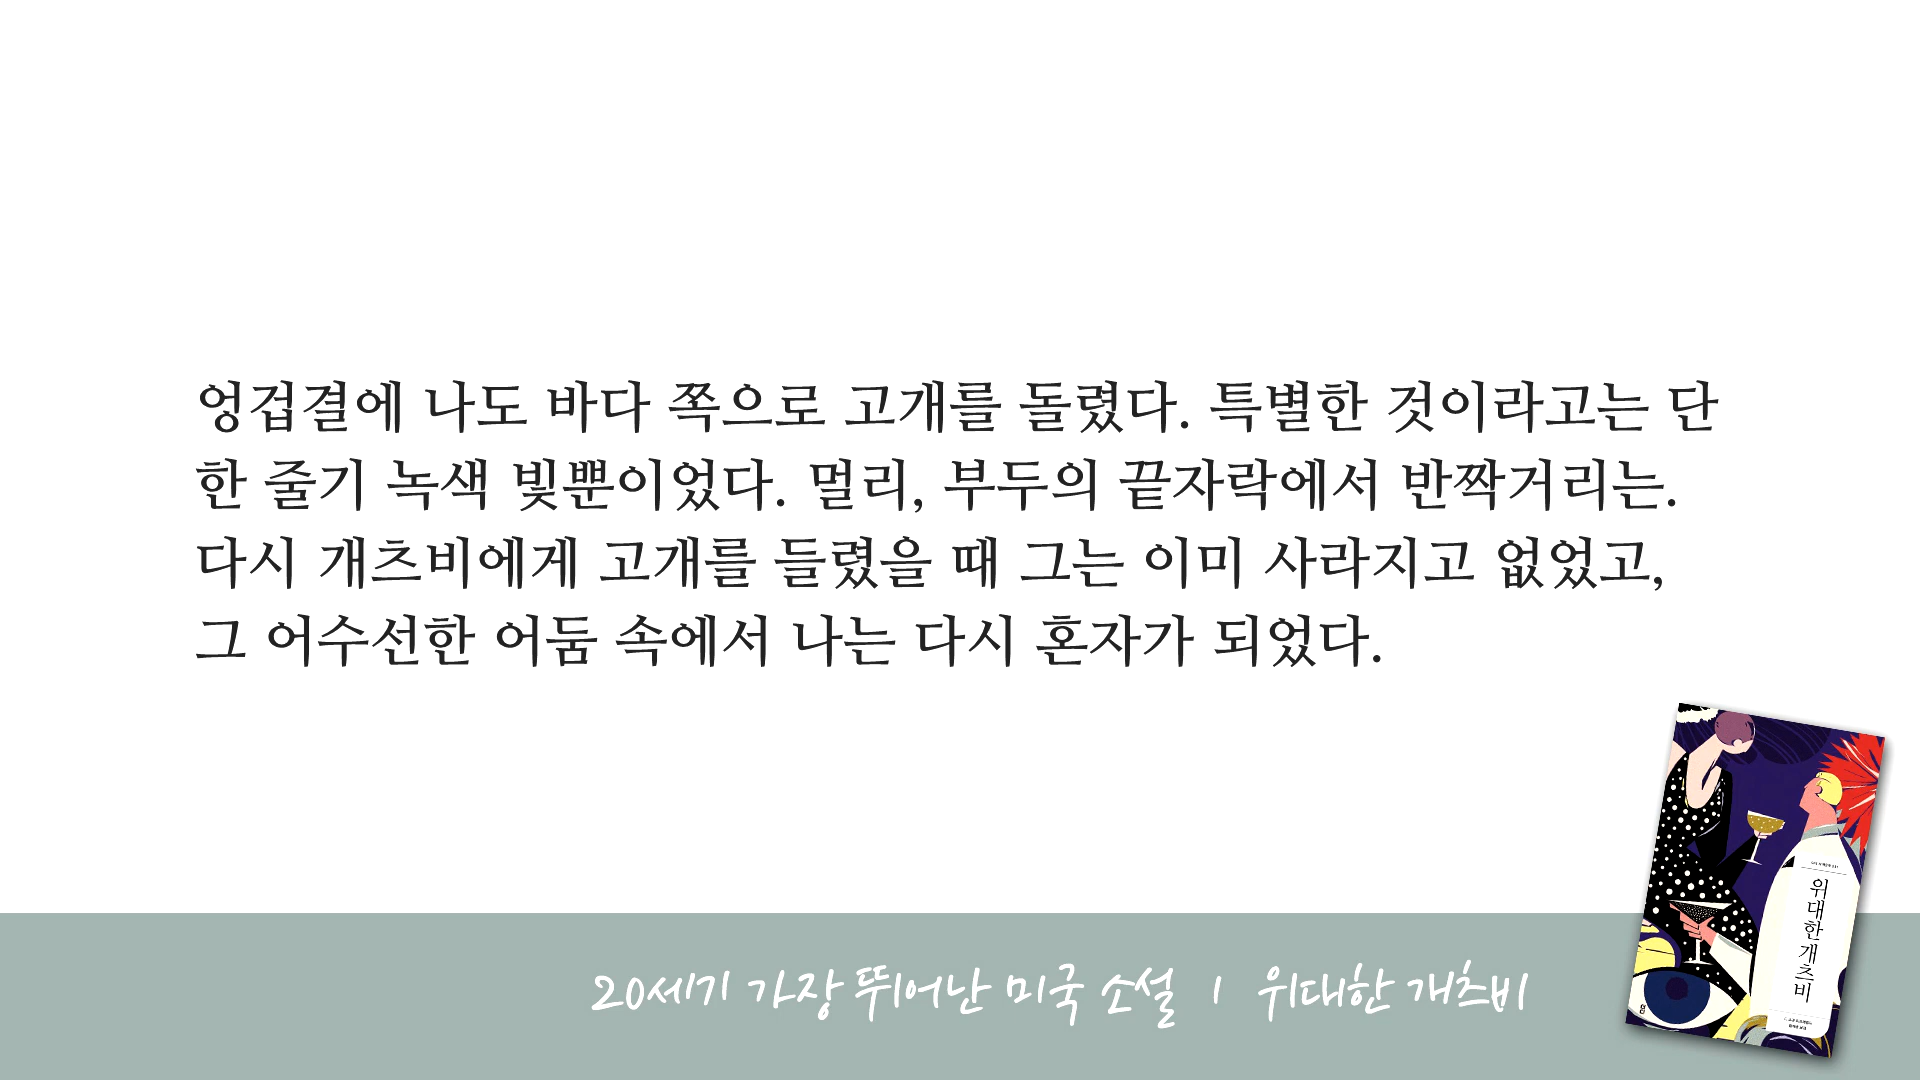 엉겁결에 나도 바다 쪽으로 고개를 돌렸다. 특별한 것이라고는 단
한 줄기 녹색 빛뿐이었다. 멀리, 부두의 끝자락에서 반짝거리는.
다시 개츠비에게 고개를 들렸을 때 그는 이미 사라지고 없었고,
그 어수선한 어둠 속에서 나는 다시 혼자가 되었다.
위대한 개츠비
20세기 가장 뛰어난 미국 소설 | 위대한 개츠비